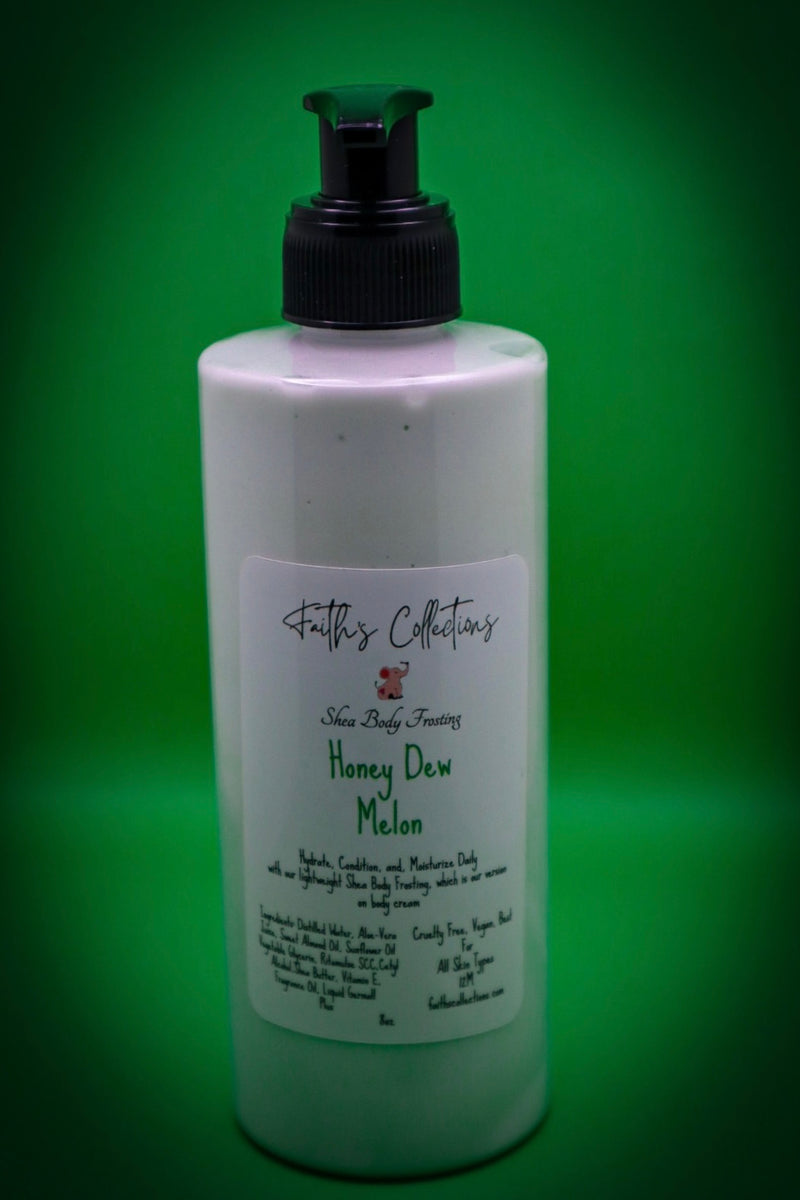 Faith's Collections
Shea Body Frosting
Honey Dew
Melon
Hydrate, Condition, and, Moisturize Daily
with our lightweight Shea Body Frosting, which is our version
on body cream
Ingredients: Distilled Water, Aloe-Vera
Juice, Sweet Almond Oil, Sunflower Oil
Vegetable Glycerin, Ritamulse SCC,Cetyl
Alcohol,Shea Butter, Vitamin E,
Fragrance Oil, Liquid Germall
Plus
Cruelty Free, Vegan, Best
For
All Skin Types
12M
faithscollections.com
8oz